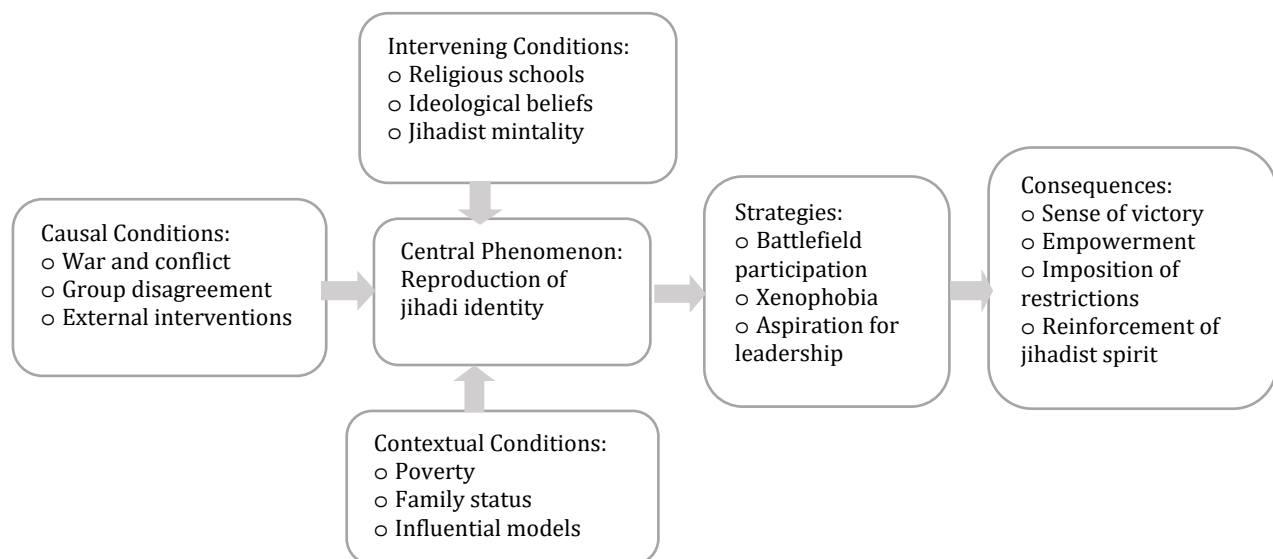 Intervening Conditions:
o Religious schools
o Ideological beliefs
o Jihadist mintality
Causal Conditions:
o War and conflict
o Group disagreement
o External interventions
Central Phenomenon:
Reproduction of
jihadi identity
Strategies:
o Battlefield
participation
o Xenophobia
o Aspiration for
leadership
Consequences:
o Sense of victory
o Empowerment
o Imposition of
restrictions
o Reinforcement of
jihadist spirit
Contextual Conditions:
o Poverty
o Family status
o Influential models